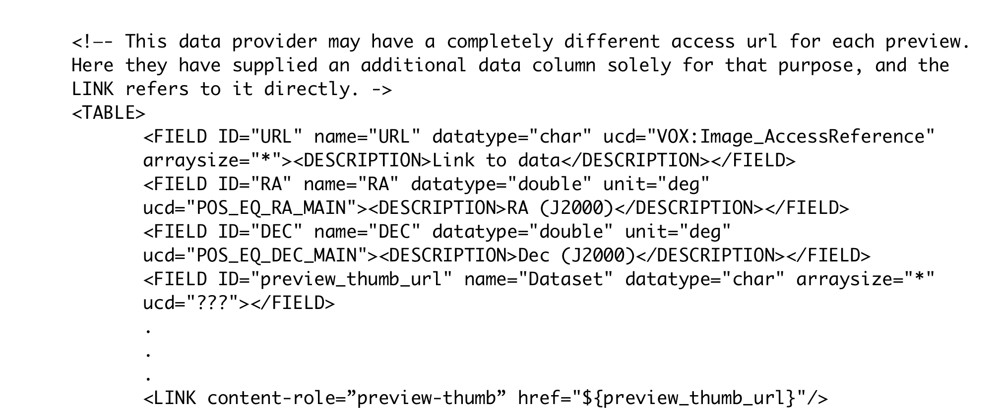 <!–- This data provider may have a completely different access url for each preview.
Here they have supplied an additional data column solely for that purpose, and the
LINK refers to it directly. ->
<TABLE>
<FIELD ID="URL" name="URL" datatype="char" ucd="VOX:Image_AccessReference"
arraysize="*"><DESCRIPTION>Link to data</DESCRIPTION></FIELD>
<FIELD ID="RA" name="RA" datatype="double" unit="deg"
ucd="POS_EQ_RA_MAIN"><DESCRIPTION>RA (J2000)</DESCRIPTION></FIELD>
<FIELD ID="DEC" name="DEC" datatype="double" unit="deg"
ucd="POS_EQ_DEC_MAIN"><DESCRIPTION>Dec (J2000)</DESCRIPTION></FIELD>
<FIELD ID="preview_thumb_url" name="Dataset" datatype="char" arraysize="*"
ucd="???"></FIELD>
.
.
.
<LINK content-role=”preview-thumb” href="${preview_thumb_url}"/>